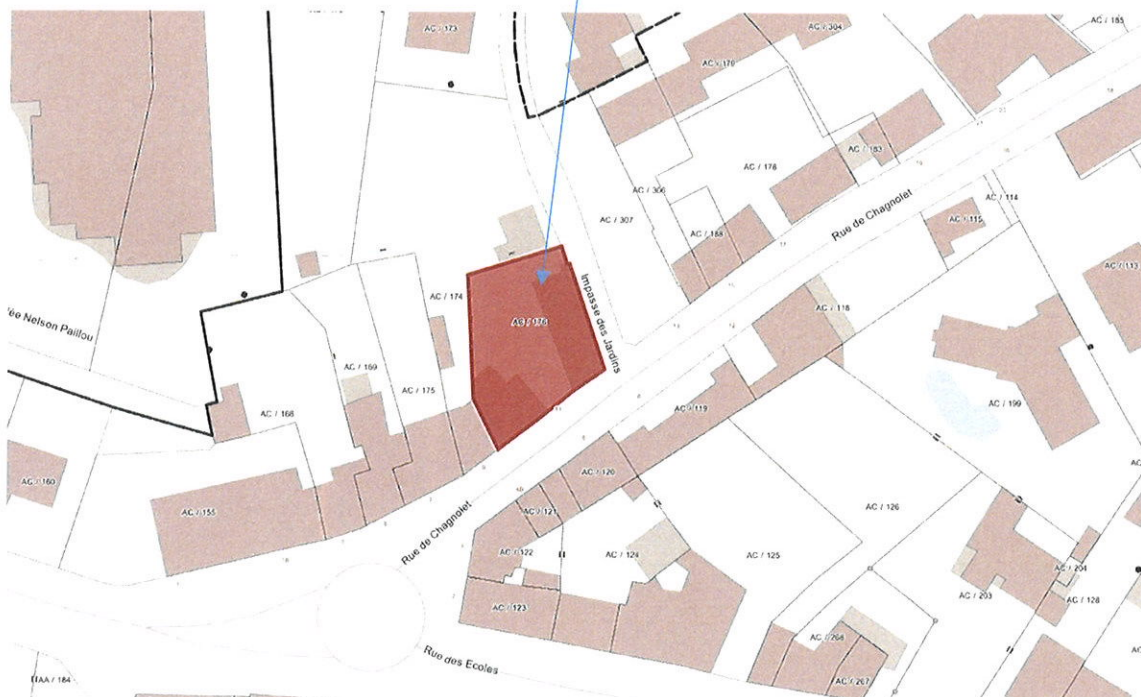 AC / 173
AC / 304
AC / 185
AC / 179
AC / 183
AC / 178
AC / 306
AC / 307
AC / 188
AC / 114
AC / 115
AC / 113
Rue de Chagnolet
AC / 174
AC / 176
Impasse des Jardins
AC / 118
ée Nelson Paillou
AC / 169
AC / 175
AC / 168
AC / 119
AC / 199
AC / 160
AC / 155
AC / 120
AC / 121
AC / 126
Rue de Chagnolet
AC / 122
AC / 124
AC / 125
AC / 123
AC / 203
AC / 204
AC / 128
AC / 268
AC / 267
Rue des Ecoles
AA / 184